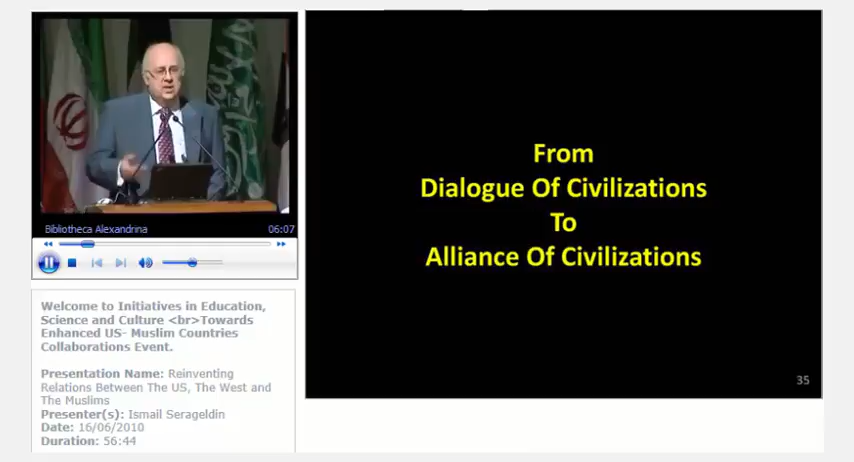 Bibliotheca Alexandrina 06:07
Welcome to Initiatives in Education,
Science and Culture <br>Towards
Enhanced US- Muslim Countries
Collaborations Event.
Presentation Name: Reinventing
Relations Between The US, The West and
The Muslims
Presenter(s): Ismail Serageldin
Date: 16/06/2010
Duration: 56:44
From
Dialogue Of Civilizations
To
Alliance Of Civilizations
35